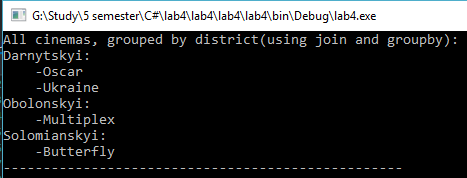 G:\Study\5 semester\C#\lab4\lab4\lab4\lab4\bin\Debug\lab4.exe
All cinemas, grouped by district(using join and groupby):
Darnytskyi:
    -Oscar
    -Ukraine
Obolonskyi:
    -Multiplex
Solomianskyi:
    -Butterfly
--------------------------------------------------